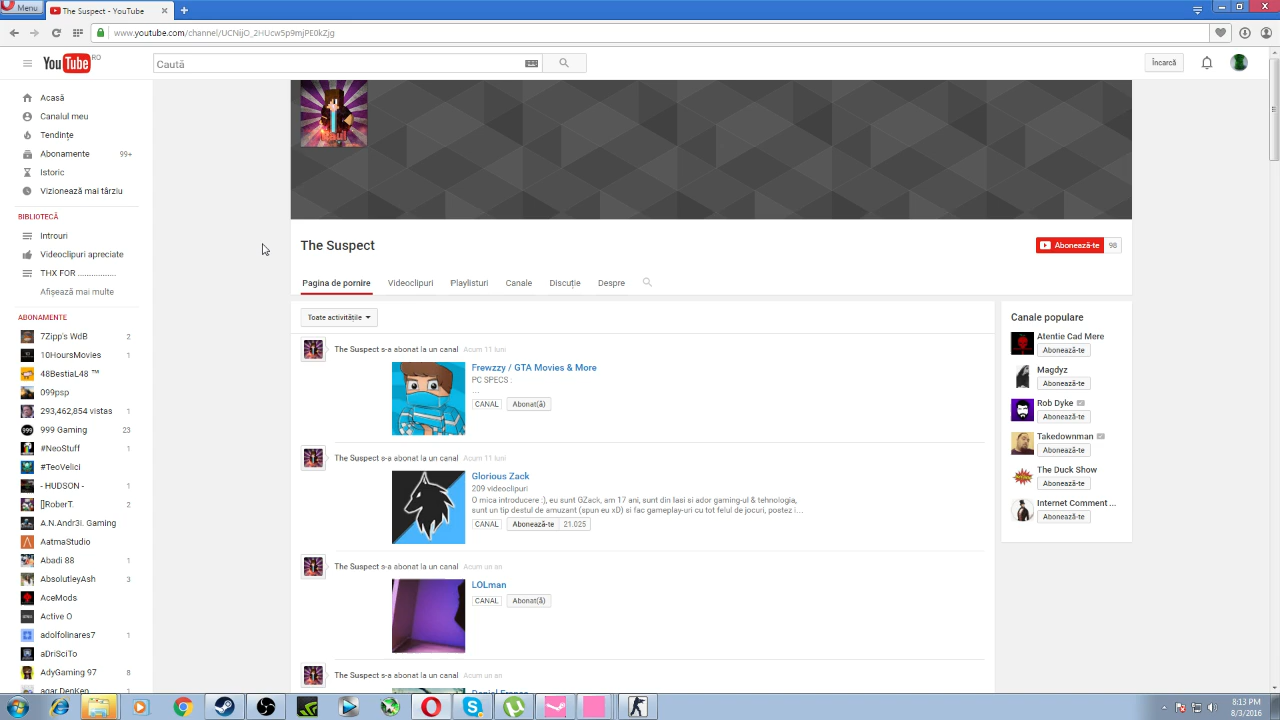 Menu
The Suspect - YouTube
www.youtube.com/channel/UCNijO_2HUcw5p9mjPE0kZjg
YouTube RO
Caută
Încarcă
Acasă
Canalul meu
Tendințe
Abonamente 99+
Istoric
Vizionează mai târziu
BIBLIOTECĂ
Introuri
Videoclipuri apreciate
THX FOR ..................
Afișează mai multe
ABONAMENTE
7Zipp's WdB 2
10HoursMovies 1
48BestiaL48 ™
099psp
293,462,854 vistas 1
999 Gaming 23
#NeoStuff 1
#TeoVelici
- HUDSON - 1
[]RoberT. 2
A.N.Andr3i. Gaming
AatmaStudio
Abadi 88 1
AbsolutleyAsh 3
AceMods
Active O
adolfolinares7 1
aDriSciTo
AdyGaming 97 8
agar.DenKep 1
Raul
The Suspect
Abonează-te 98
Pagina de pornire Videoclipuri Playlisturi Canale Discuție Despre
Toate activitățile
The Suspect s-a abonat la un canal Acum 11 luni
Frewzzy / GTA Movies & More
PC SPECS :
...
CANAL Abonat(ă)
The Suspect s-a abonat la un canal Acum 11 luni
Glorious Zack
209 videoclipuri
O mica introducere :), eu sunt GZack, am 17 ani, sunt din Iasi si ador gaming-ul & tehnologia,
sunt un tip destul de amuzant (spun eu xD) si fac gameplay-uri cu tot felul de jocuri, postez i...
CANAL Abonează-te 21.025
The Suspect s-a abonat la un canal Acum un an
LOLman
CANAL Abonat(ă)
The Suspect s-a abonat la un canal Acum un an
Canale populare
Atentie Cad Mere
Abonează-te
Magdyz
Abonează-te
Rob Dyke
Abonează-te
Takedownman
Abonează-te
The Duck Show
Abonează-te
Internet Comment ...
Abonează-te
8:13 PM
8/3/2016